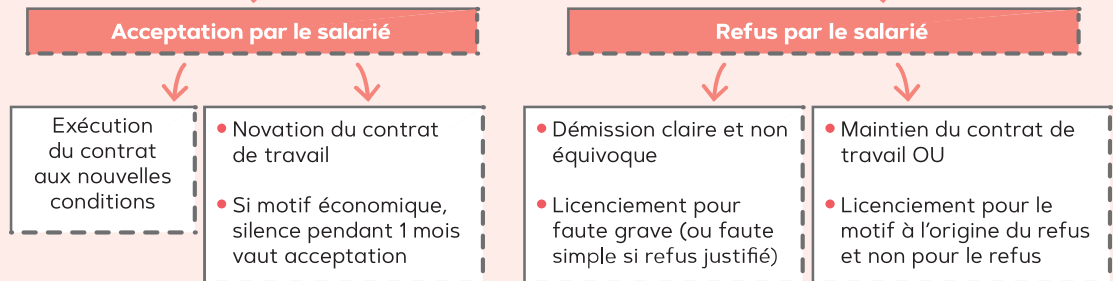 Acceptation par le salarié
Refus par le salarié
Exécution
du contrat
aux nouvelles
conditions
• Novation du contrat
de travail
• Si motif économique,
silence pendant 1 mois
vaut acceptation
• Démission claire et non
équivoque
• Licenciement pour
faute grave (ou faute
simple si refus justifié)
• Maintien du contrat de
travail OU
• Licenciement pour le
motif à l’origine du refus
et non pour le refus